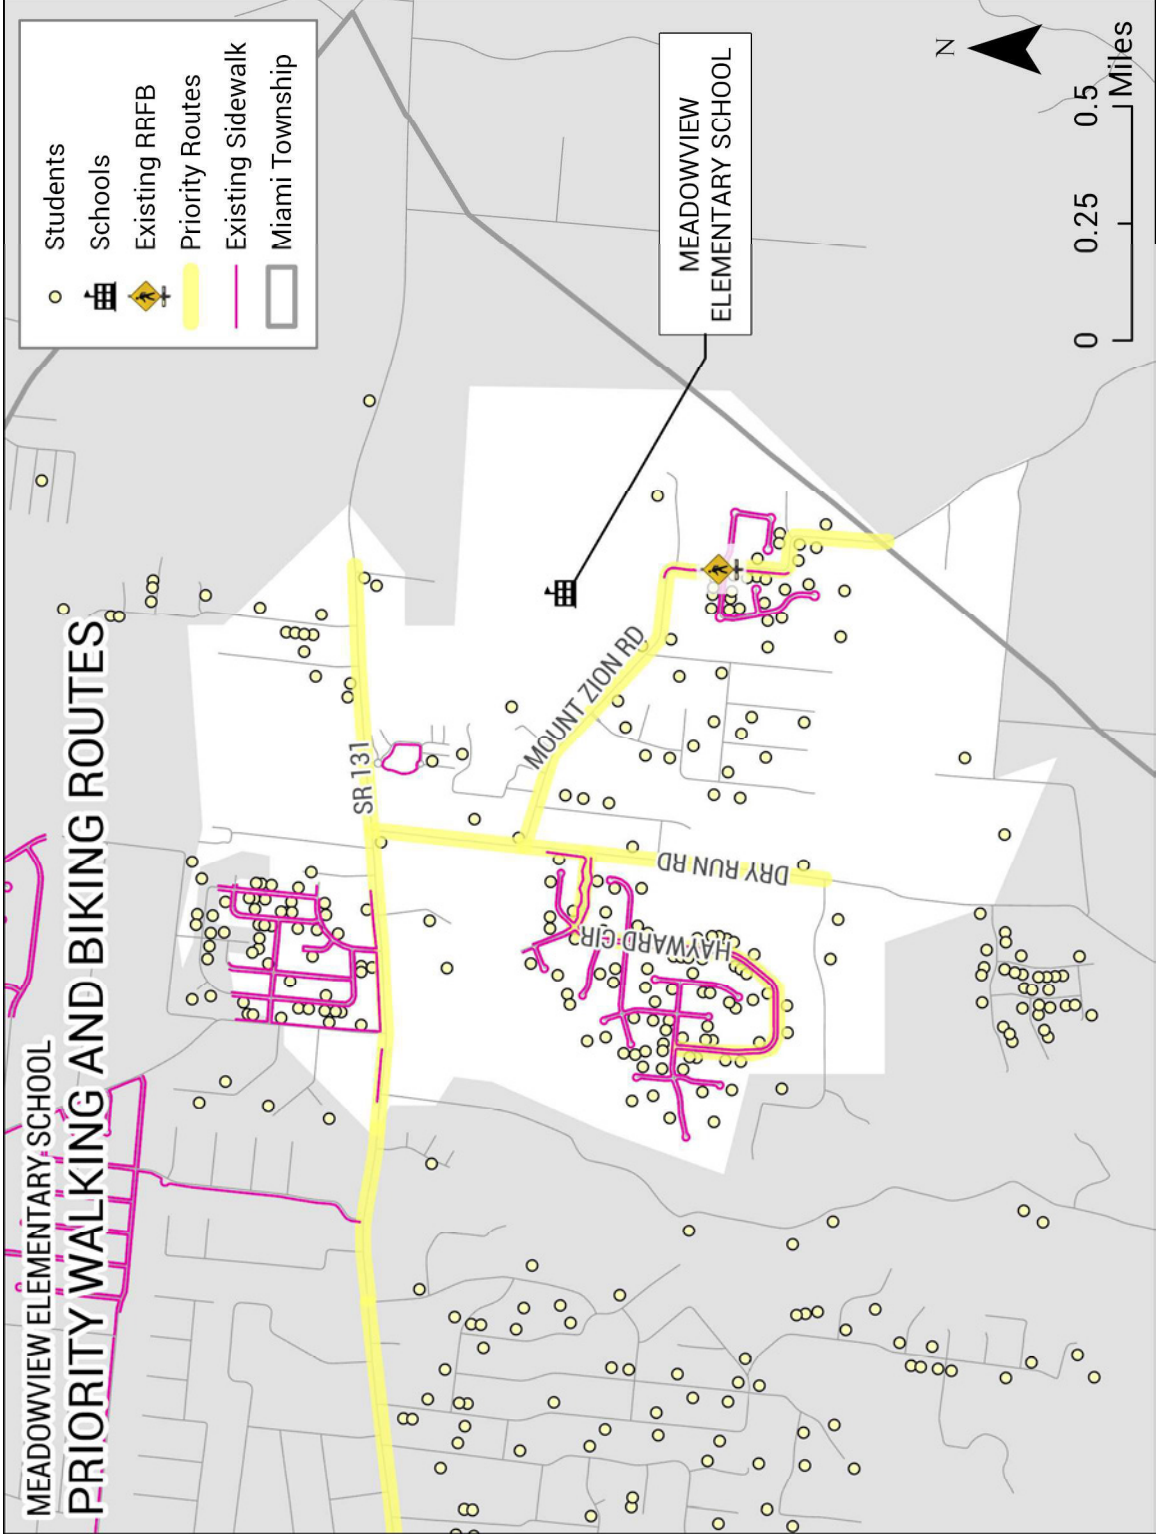 MEADOWVIEW ELEMENTARY SCHOOL
PRIORITY WALKING AND BIKING ROUTES
Students
Schools
Existing RRFB
Priority Routes
Existing Sidewalk
Miami Township
SR 131
MOUNT ZION RD
DRY RUN RD
HAYWARD CIR
MEADOWVIEW
ELEMENTARY SCHOOL
N
0 0.25 0.5
Miles